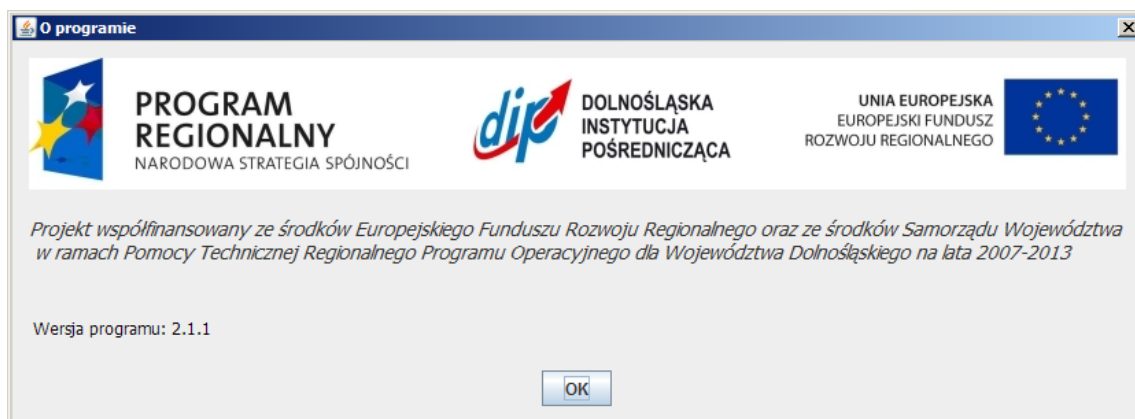 O programie
PROGRAM
REGIONALNY
NARODOWA STRATEGIA SPÓJNOŚCI
dip
DOLNOŚLĄSKA
INSTYTUCJA
POŚREDNICZĄCA
UNIA EUROPEJSKA
EUROPEJSKI FUNDUSZ
ROZWOJU REGIONALNEGO
Projekt współfinansowany ze środków Europejskiego Funduszu Rozwoju Regionalnego oraz ze środków Samorządu Województwa
w ramach Pomocy Technicznej Regionalnego Programu Operacyjnego dla Województwa Dolnośląskiego na lata 2007-2013
Wersja programu: 2.1.1
OK